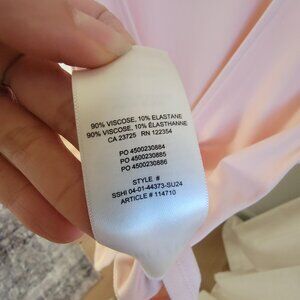 90% VISCOSE, 10% ELASTANE
90% VISCOSE, 10% ÉLASTHANNE
CA 23725 RN 122354
PO 4500230884
PO 4500230885
PO 4500230886
STYLE #
SSHI 04-01-44373-SU24
ARTICLE # 114710